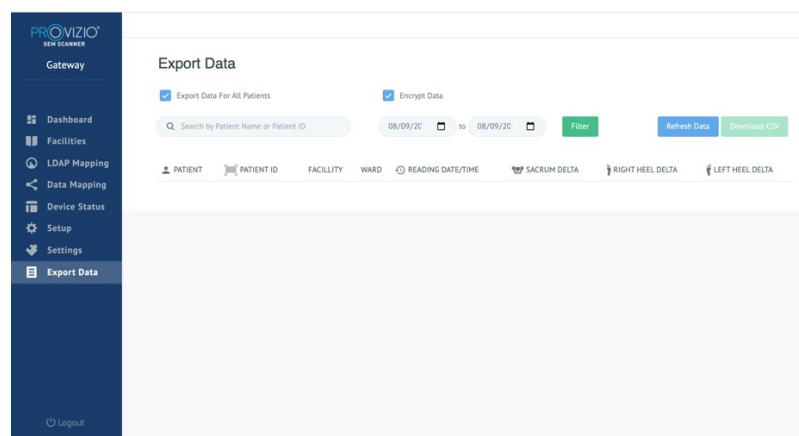 PROVIZIO®
SEM SCANNER
Gateway
Dashboard
Facilities
LDAP Mapping
Data Mapping
Device Status
Setup
Settings
Export Data
Logout
Export Data
Export Data For All Patients
Encrypt Data
Search by Patient Name or Patient ID
08/09/20 to 08/09/20
Filter
Refresh Data
Download CSV
PATIENT PATIENT ID FACILLITY WARD READING DATE/TIME SACRUM DELTA RIGHT HEEL DELTA LEFT HEEL DELTA